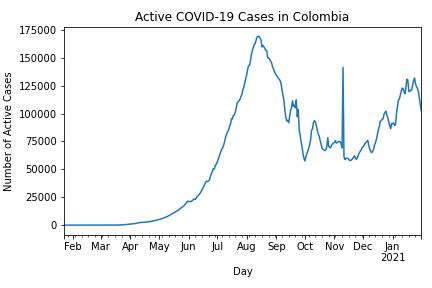 Active COVID-19 Cases in Colombia
Number of Active Cases
175000
150000
125000
100000
75000
50000
25000
0
Feb Mar Apr May Jun Jul Aug Sep Oct Nov Dec Jan
2021
Day